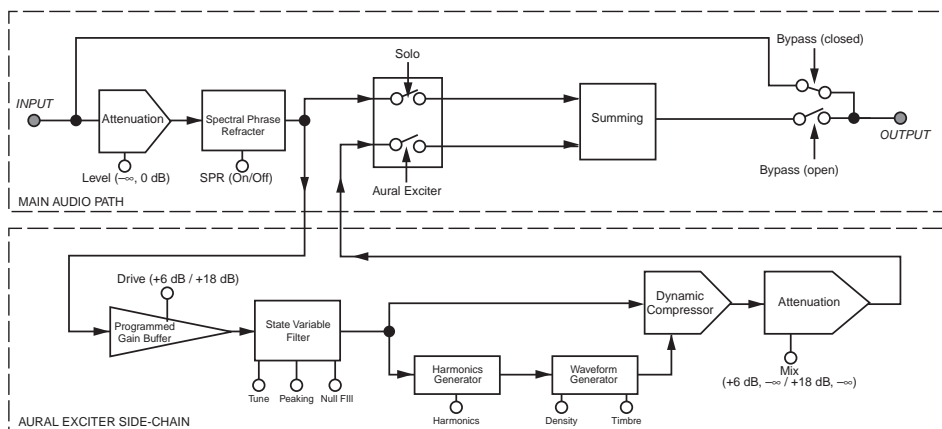 Bypass (closed)
Solo
INPUT
Attenuation
Spectral Phrase
Refracter
Summing
OUTPUT
Level (–∞, 0 dB)
SPR (On/Off)
Aural Exciter
Bypass
(open)
MAIN AUDIO PATH
Drive (+6 dB / +18 dB)
Programmed
Gain Buffer
State Variable
Filter
Dynamic
Compressor
Attenuation
Tune
Peaking
Null FIll
Harmonics
Generator
Waveform
Generator
Mix
(+6 dB, –∞ / +18 dB, –∞)
Harmonics
Density
Timbre
AURAL EXCITER SIDE-CHAIN